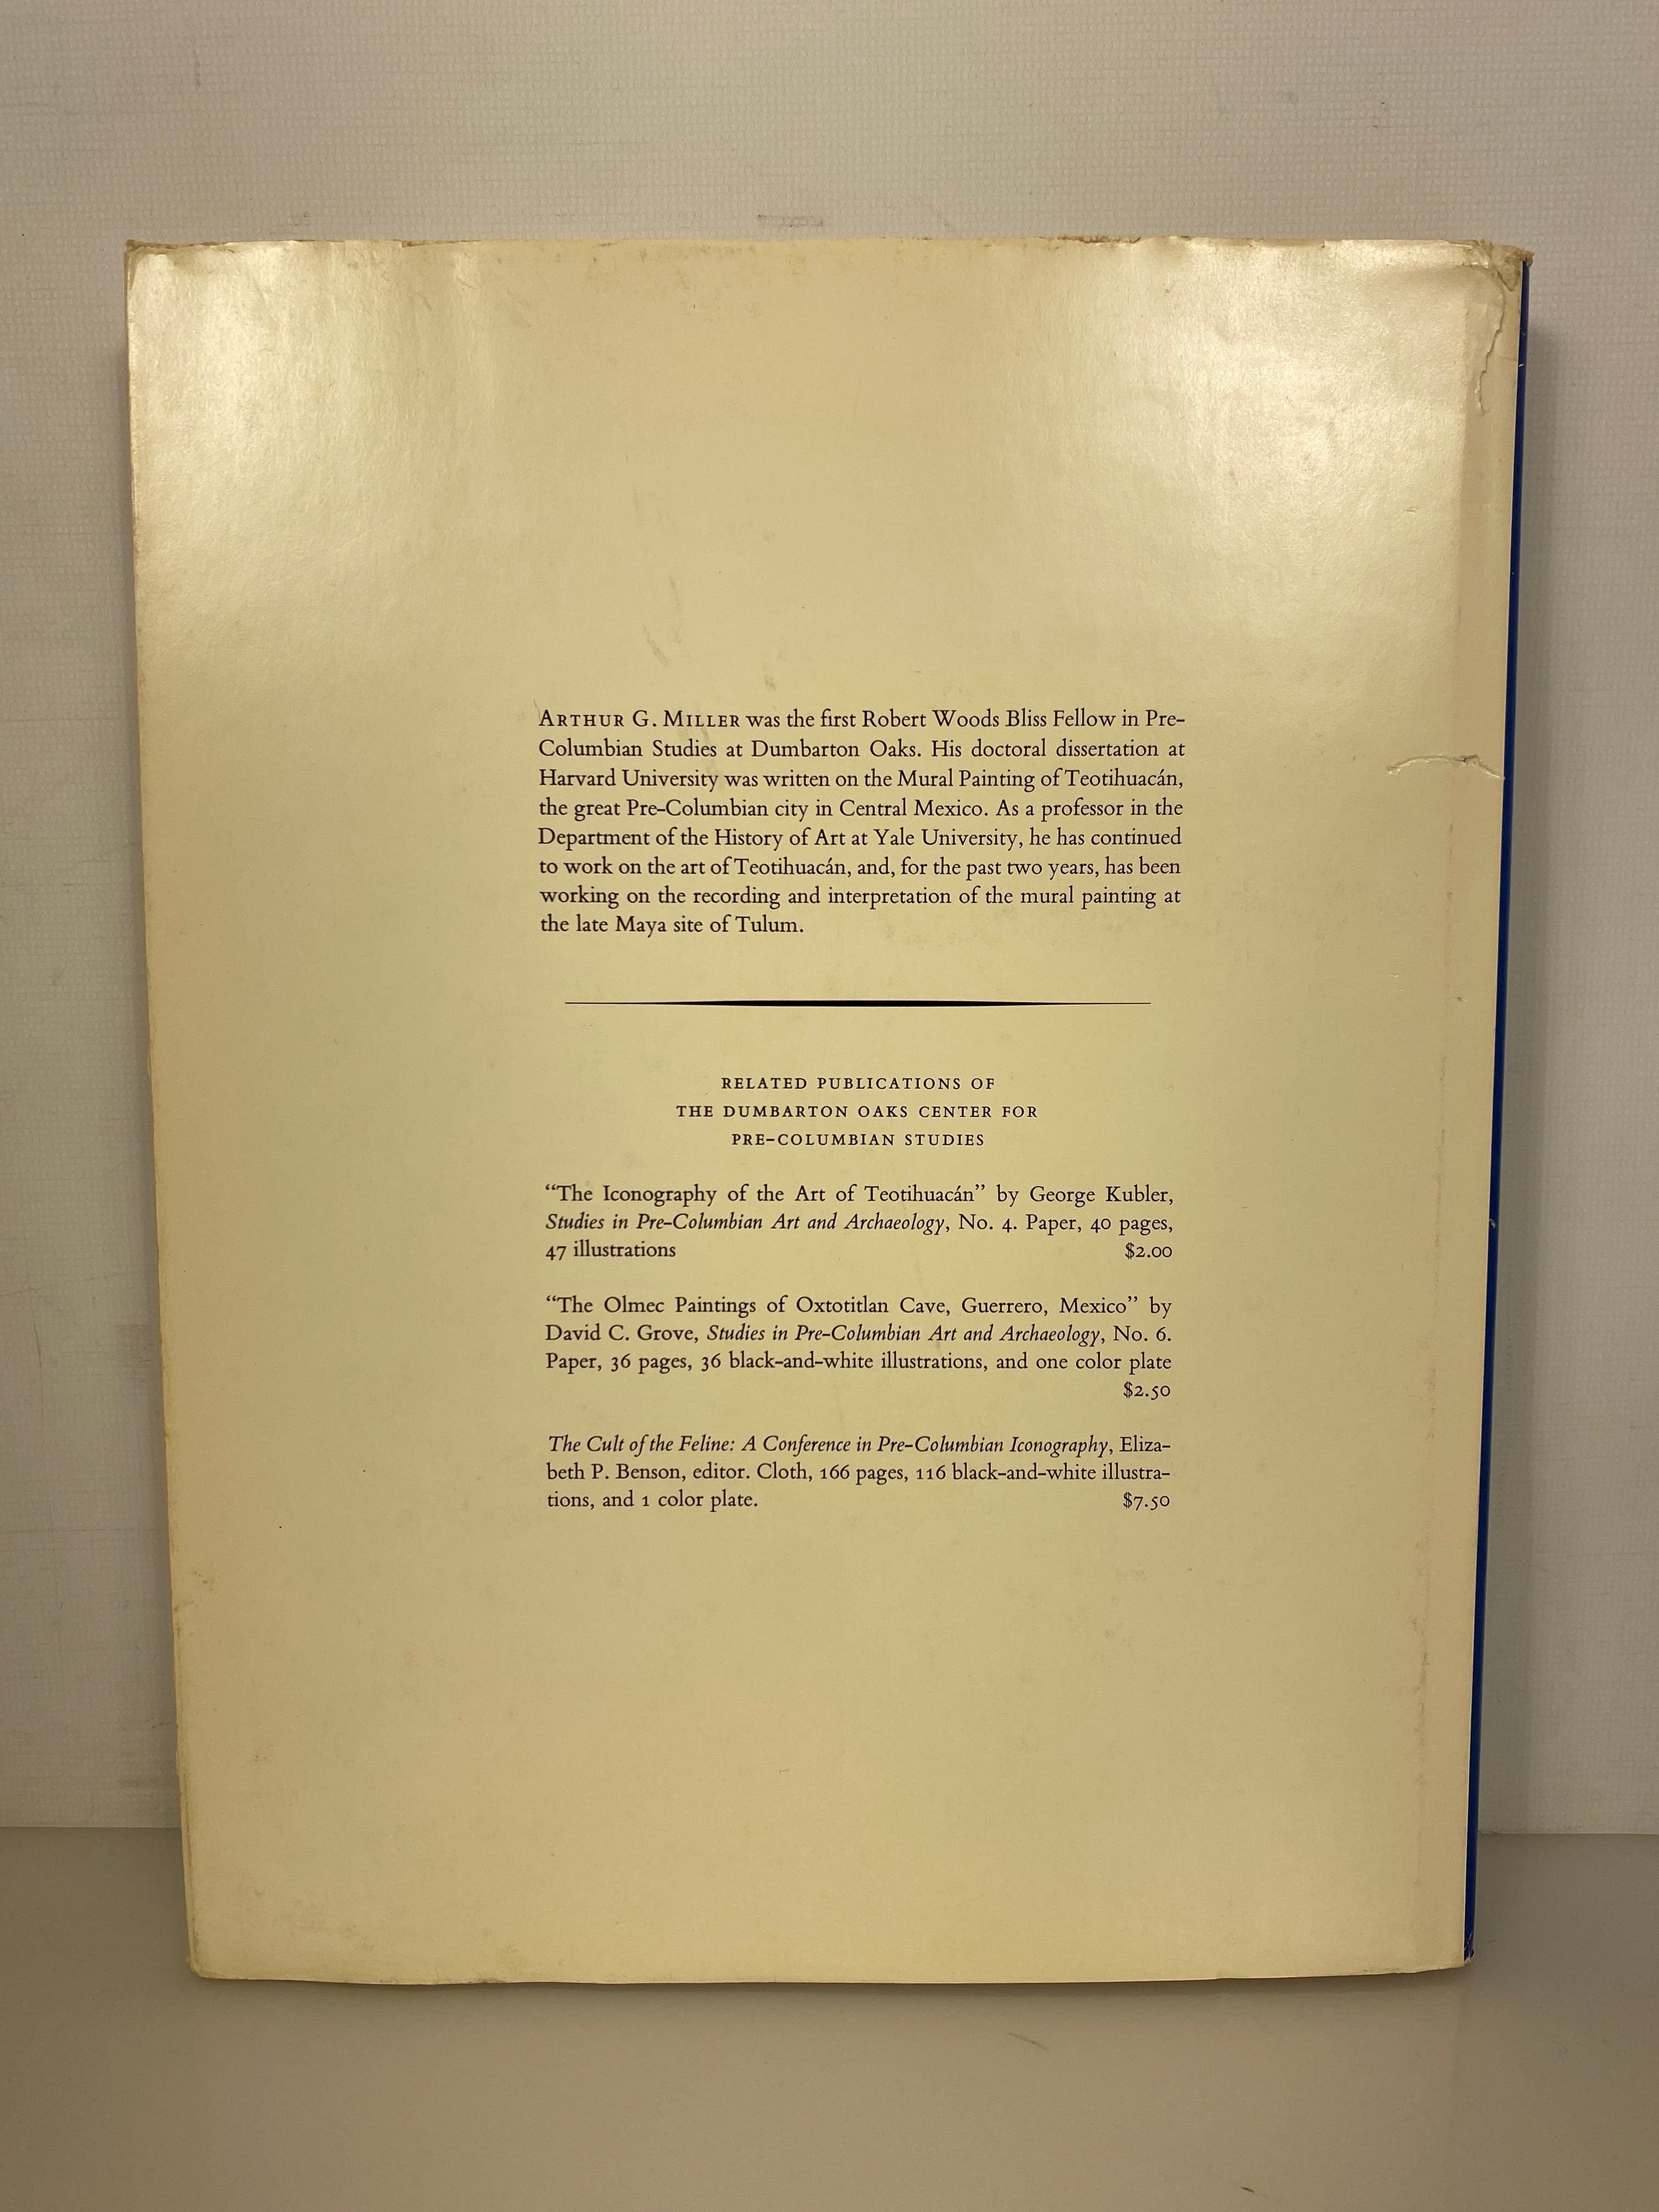 ARTHUR G. MILLER was the first Robert Woods Bliss Fellow in Pre-
Columbian Studies at Dumbarton Oaks. His doctoral dissertation at
Harvard University was written on the Mural Painting of Teotihuacán,
the great Pre-Columbian city in Central Mexico. As a professor in the
Department of the History of Art at Yale University, he has continued
to work on the art of Teotihuacán, and, for the past two years, has been
working on the recording and interpretation of the mural painting at
the late Maya site of Tulum.
RELATED PUBLICATIONS OF
THE DUMBARTON OAKS CENTER FOR
PRE-COLUMBIAN STUDIES
“The Iconography of the Art of Teotihuacán” by George Kubler,
Studies in Pre-Columbian Art and Archaeology, No. 4. Paper, 40 pages,
47 illustrations $2.00
“The Olmec Paintings of Oxtotitlan Cave, Guerrero, Mexico” by
David C. Grove, Studies in Pre-Columbian Art and Archaeology, No. 6.
Paper, 36 pages, 36 black-and-white illustrations, and one color plate
$2.50
The Cult of the Feline: A Conference in Pre-Columbian Iconography, Eliza-
beth P. Benson, editor. Cloth, 166 pages, 116 black-and-white illustra-
tions, and 1 color plate. $7.50